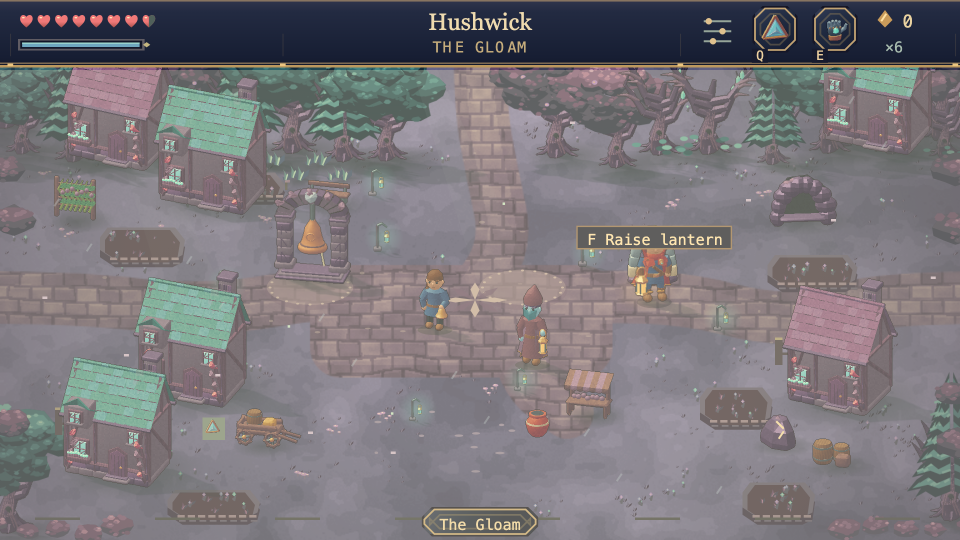 Hushwick
THE GLOAM
Q
E
0
×6
F Raise lantern
The Gloam